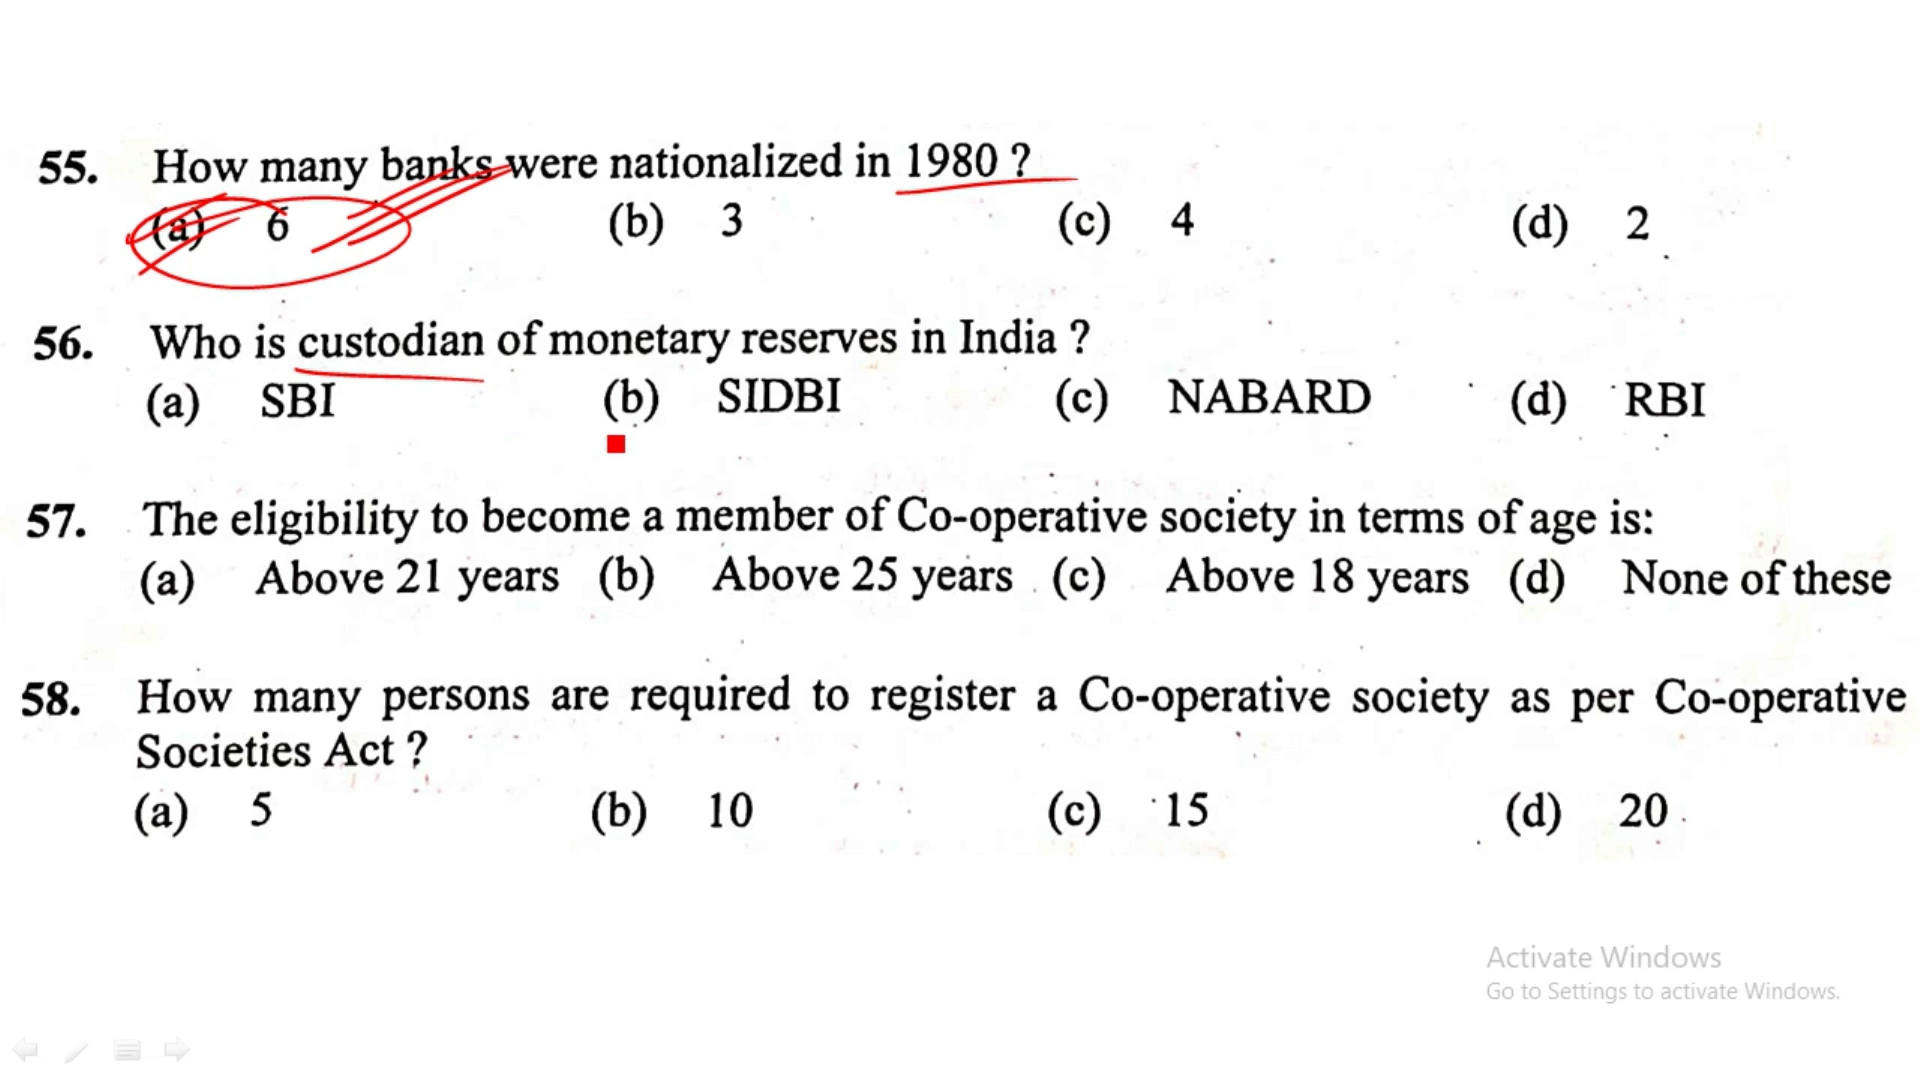 55. How many banks were nationalized in 1980 ?
(a) 6 (b) 3 (c) 4 (d) 2
56. Who is custodian of monetary reserves in India ?
(a) SBI (b) SIDBI (c) NABARD (d) RBI
57. The eligibility to become a member of Co-operative society in terms of age is:
(a) Above 21 years (b) Above 25 years (c) Above 18 years (d) None of these
58. How many persons are required to register a Co-operative society as per Co-operative
Societies Act ?
(a) 5 (b) 10 (c) 15 (d) 20
Activate Windows
Go to Settings to activate Windows.